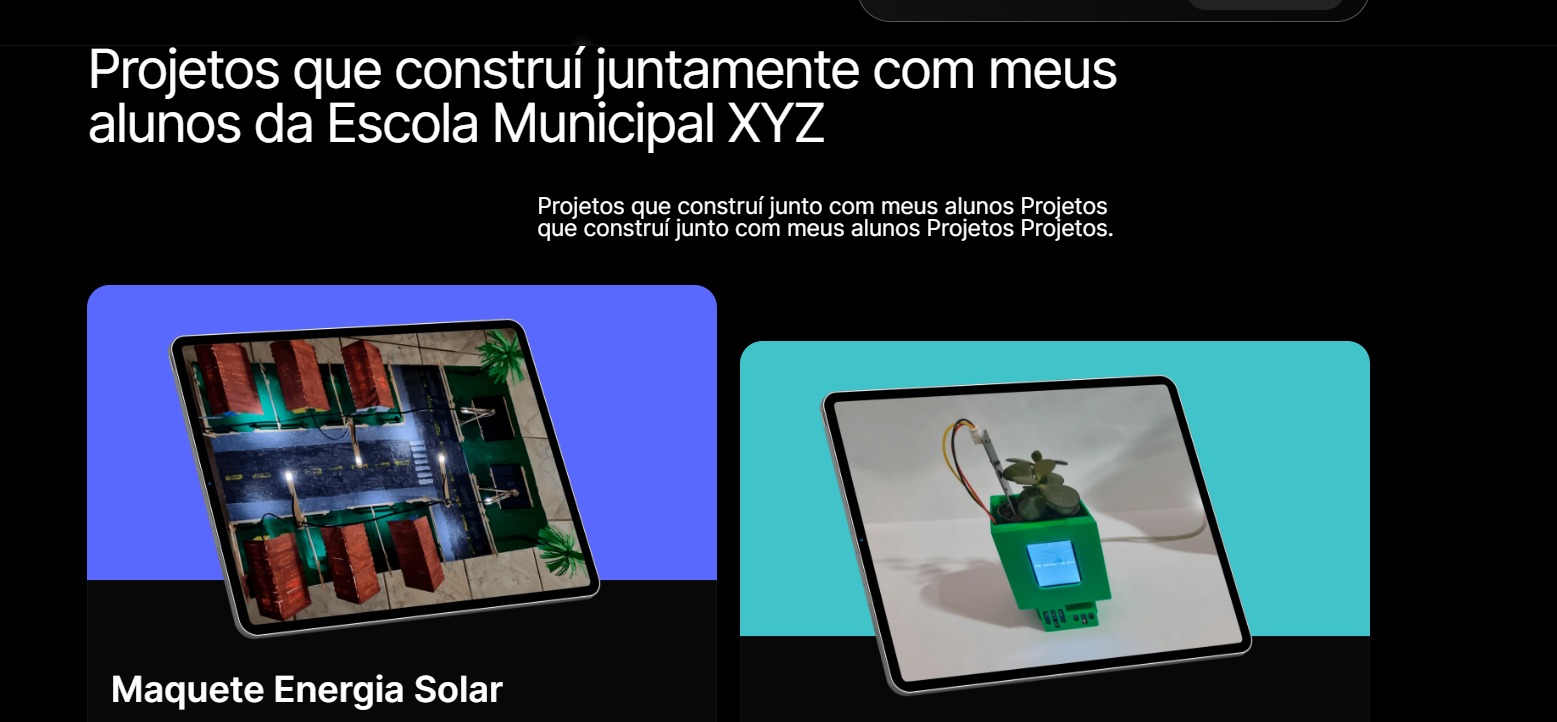 Projetos que construí juntamente com meus
alunos da Escola Municipal XYZ
Projetos que construí junto com meus alunos Projetos
que construí junto com meus alunos Projetos Projetos.
Maquete Energia Solar